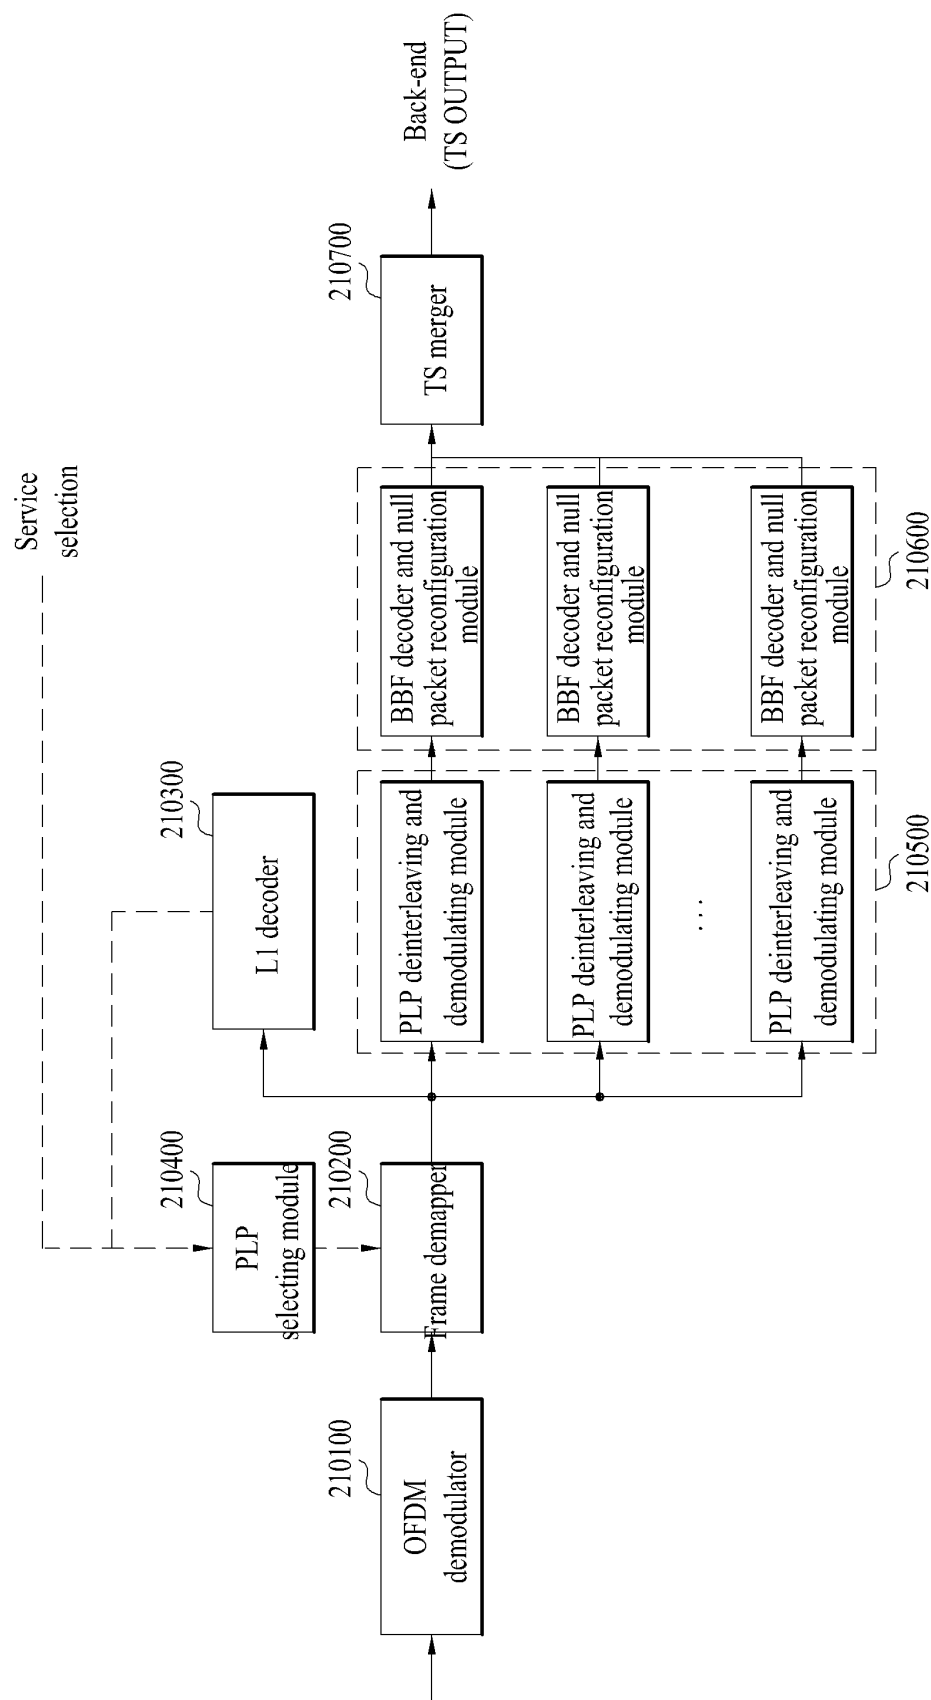 Service
selection
210400
PLP
selecting module
210300
L1 decoder
210100
OFDM
demodulator
210200
Frame demapper
PLP deinterleaving and
demodulating module
BBF decoder and null
packet reconfiguration
module
210700
TS merger
Back-end
(TS OUTPUT)
PLP deinterleaving and
demodulating module
BBF decoder and null
packet reconfiguration
module
...
PLP deinterleaving and
demodulating module
BBF decoder and null
packet reconfiguration
module
210500
210600